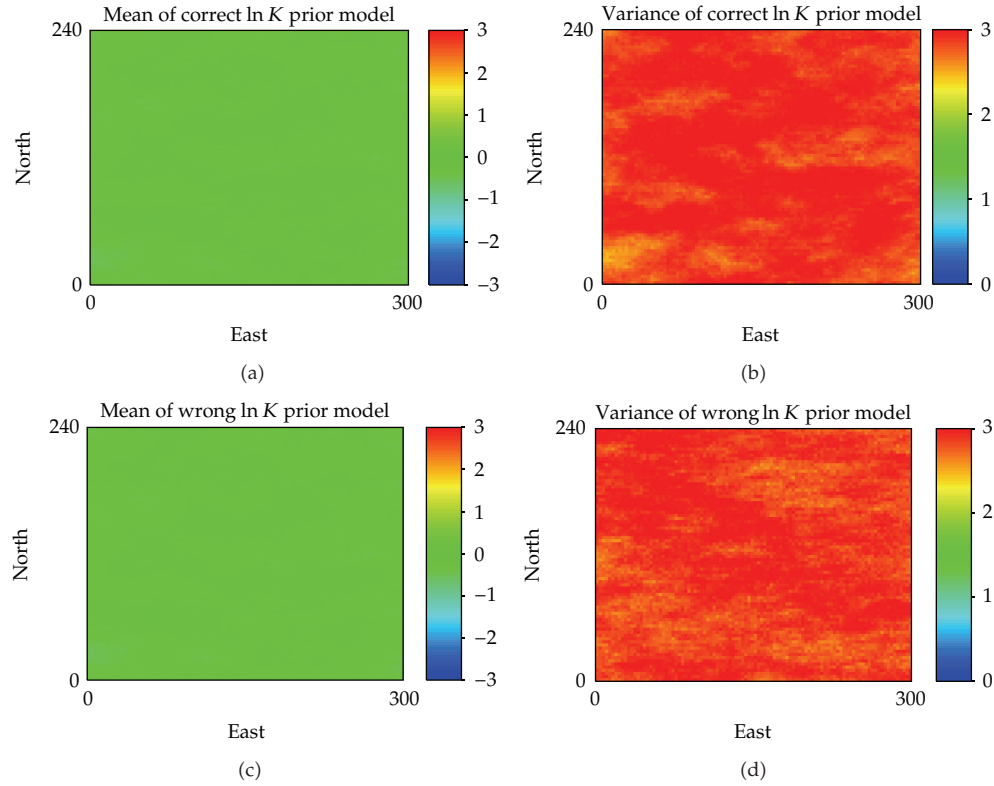 Mean of correct ln K prior model
240
North
0
0
300
East
3
2
1
0
−1
−2
−3
(a)
Variance of correct ln K prior model
240
North
0
0
300
East
3
2
1
0
(b)
Mean of wrong ln K prior model
240
North
0
0
300
East
3
2
1
0
−1
−2
−3
(c)
Variance of wrong ln K prior model
240
North
0
0
300
East
3
2
1
0
(d)